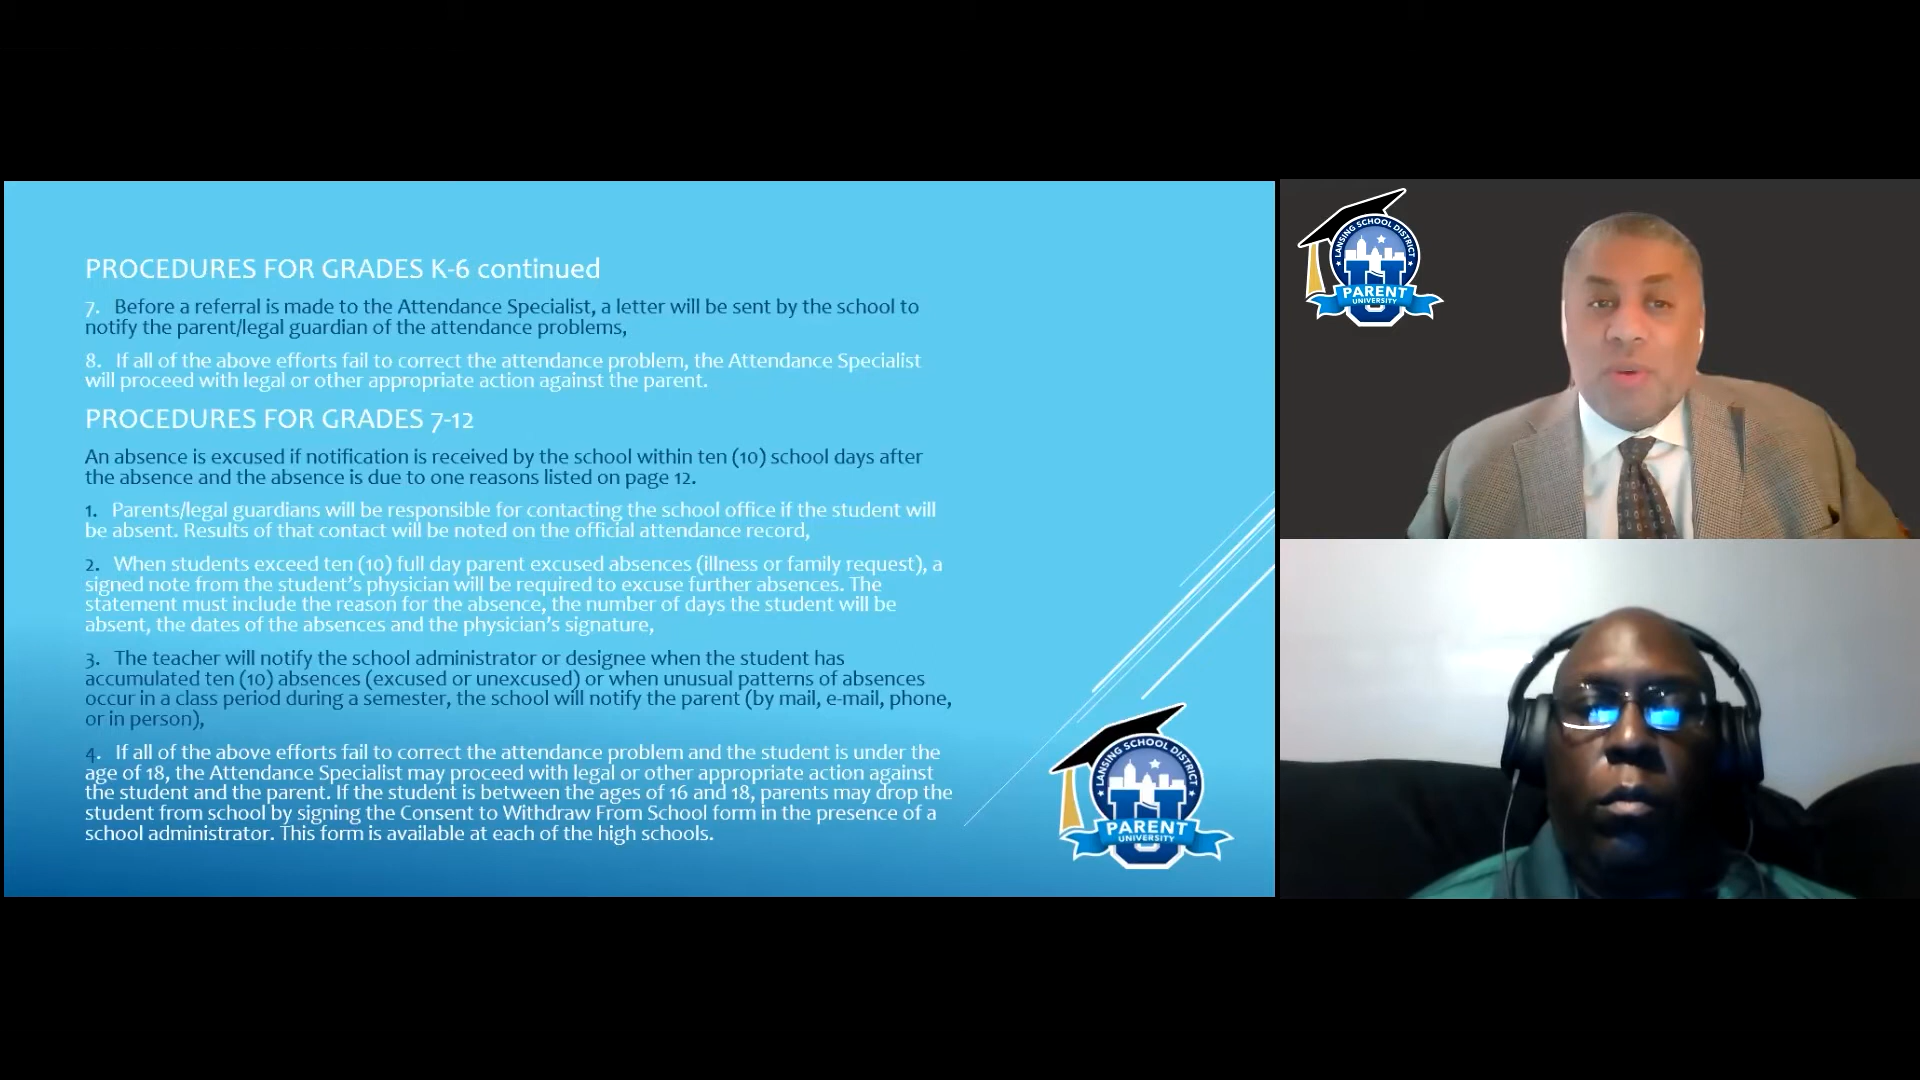 PROCEDURES FOR GRADES K-6 continued
7. Before a referral is made to the Attendance Specialist, a letter will be sent by the school to
notify the parent/legal guardian of the attendance problems,
8. If all of the above efforts fail to correct the attendance problem, the Attendance Specialist
will proceed with legal or other appropriate action against the parent.
PROCEDURES FOR GRADES 7-12
An absence is excused if notification is received by the school within ten (10) school days after
the absence and the absence is due to one reasons listed on page 12.
1. Parents/legal guardians will be responsible for contacting the school office if the student will
be absent. Results of that contact will be noted on the official attendance record,
2. When students exceed ten (10) full day parent excused absences (illness or family request), a
signed note from the student's physician will be required to excuse further absences. The
statement must include the reason for the absence, the number of days the student will be
absent, the dates of the absences and the physician's signature,
3. The teacher will notify the school administrator or designee when the student has
accumulated ten (10) absences (excused or unexcused) or when unusual patterns of absences
occur in a class period during a semester, the school will notify the parent (by mail, e-mail, phone,
or in person),
4. If all of the above efforts fail to correct the attendance problem and the student is under the
age of 18, the Attendance Specialist may proceed with legal or other appropriate action against
the student and the parent. If the student is between the ages of 16 and 18, parents may drop the
student from school by signing the Consent to Withdraw From School form in the presence of a
school administrator. This form is available at each of the high schools.
LANSING SCHOOL DISTRICT
U
PARENT
UNIVERSITY
LANSING SCHOOL DISTRICT
U
PARENT
UNIVERSITY